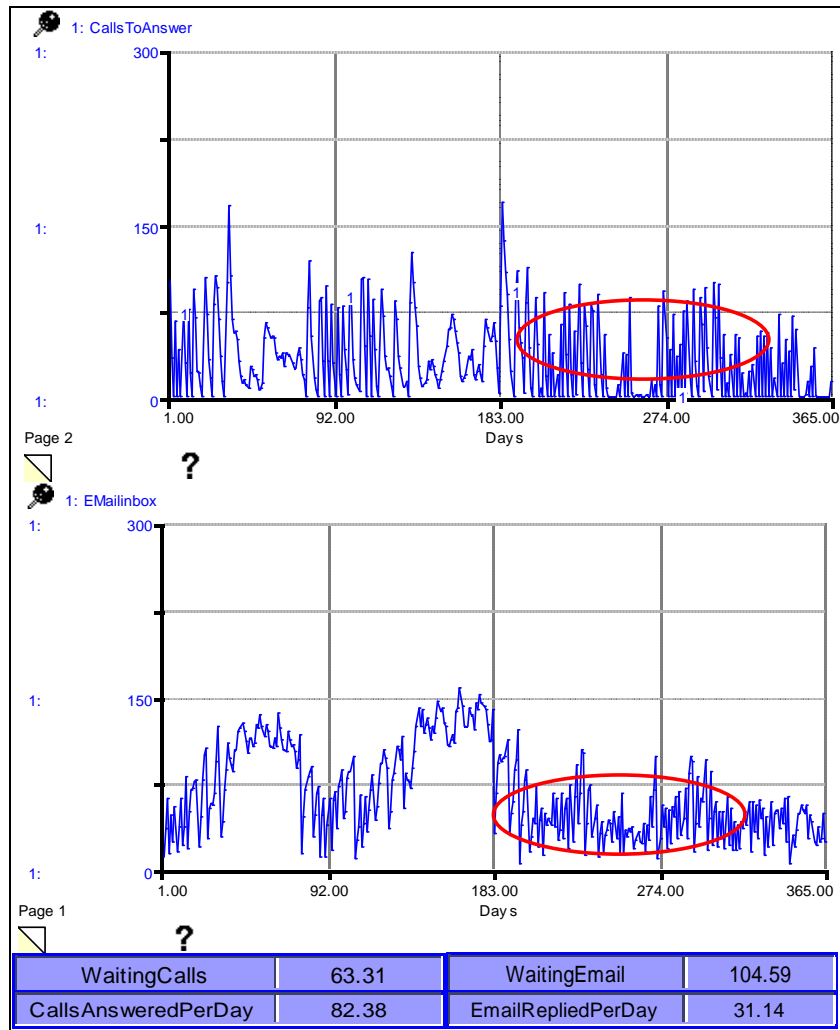 1: CallsToAnswer
1: 300
1: 150
1: 0
1 1 1 1
1.00 92.00 183.00 274.00 365.00
Days
Page 2
?
1: EMailinbox
1: 300
1: 150
1: 0
1.00 92.00 183.00 274.00 365.00
Days
Page 1
?
WaitingCalls 63.31 WaitingEmail 104.59
CallsAnsweredPerDay 82.38 EmailRepliedPerDay 31.14